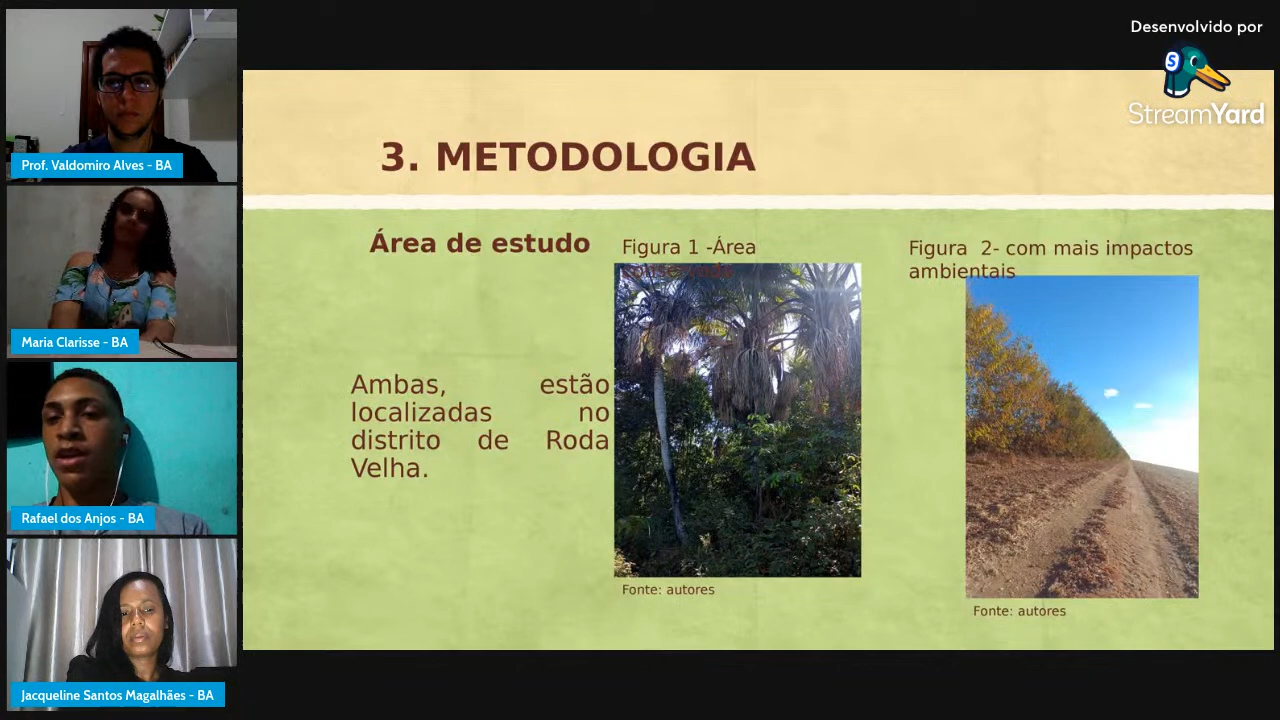 Desenvolvido por
StreamYard
Prof. Valdomiro Alves - BA
Maria Clarisse - BA
Rafael dos Anjos - BA
Jacqueline Santos Magalhães - BA
3. METODOLOGIA
Área de estudo
Ambas, estão
localizadas no
distrito de Roda
Velha.
Figura 1 -Área
conservada
Fonte: autores
Figura 2- com mais impactos
ambientais
Fonte: autores